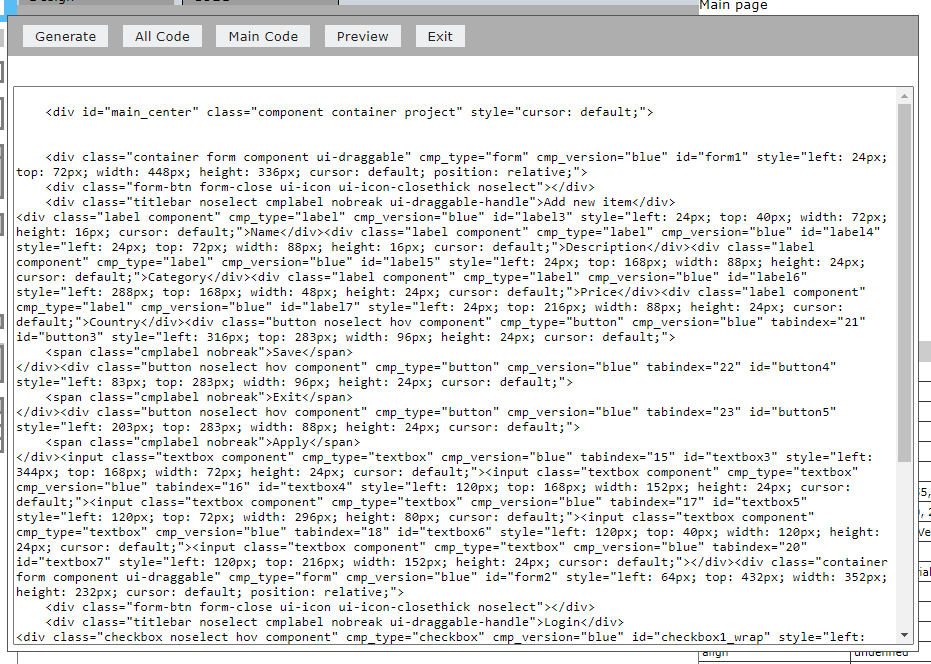 Main page
Generate All Code Main Code Preview Exit
<div id="main_center" class="component container project" style="cursor: default;">
<div class="container form component ui-draggable" cmp_type="form" cmp_version="blue" id="form1" style="left: 24px;
top: 72px; width: 448px; height: 336px; cursor: default; position: relative;">
<div class="form-btn form-close ui-icon ui-icon-closethick noselect"></div>
<div class="titlebar noselect cmplabel nobreak ui-draggable-handle">Add new item</div>
<div class="label component" cmp_type="label" cmp_version="blue" id="label3" style="left: 24px; top: 40px; width: 72px;
height: 16px; cursor: default;">Name</div><div class="label component" cmp_type="label" cmp_version="blue" id="label4"
style="left: 24px; top: 72px; width: 88px; height: 16px; cursor: default;">Description</div><div class="label
component" cmp_type="label" cmp_version="blue" id="label5" style="left: 24px; top: 168px; width: 88px; height: 24px;
cursor: default;">Category</div><div class="label component" cmp_type="label" cmp_version="blue" id="label6"
style="left: 288px; top: 168px; width: 48px; height: 24px; cursor: default;">Price</div><div class="label component"
cmp_type="label" cmp_version="blue" id="label7" style="left: 24px; top: 216px; width: 88px; height: 24px; cursor:
default;">Country</div><div class="button noselect hov component" cmp_type="button" cmp_version="blue" tabindex="21"
id="button3" style="left: 316px; top: 283px; width: 96px; height: 24px; cursor: default;">
<span class="cmplabel nobreak">Save</span>
</div><div class="button noselect hov component" cmp_type="button" cmp_version="blue" tabindex="22" id="button4"
style="left: 83px; top: 283px; width: 96px; height: 24px; cursor: default;">
<span class="cmplabel nobreak">Exit</span>
</div><div class="button noselect hov component" cmp_type="button" cmp_version="blue" tabindex="23" id="button5"
style="left: 203px; top: 283px; width: 88px; height: 24px; cursor: default;">
<span class="cmplabel nobreak">Apply</span>
</div><input class="textbox component" cmp_type="textbox" cmp_version="blue" tabindex="15" id="textbox3" style="left:
344px; top: 168px; width: 72px; height: 24px; cursor: default;"><input class="textbox component" cmp_type="textbox"
cmp_version="blue" tabindex="16" id="textbox4" style="left: 120px; top: 168px; width: 152px; height: 24px; cursor:
default;"><input class="textbox component" cmp_type="textbox" cmp_version="blue" tabindex="17" id="textbox5"
style="left: 120px; top: 72px; width: 296px; height: 80px; cursor: default;"><input class="textbox component"
cmp_type="textbox" cmp_version="blue" tabindex="18" id="textbox6" style="left: 120px; top: 40px; width: 120px; height:
24px; cursor: default;"><input class="textbox component" cmp_type="textbox" cmp_version="blue" tabindex="20"
id="textbox7" style="left: 120px; top: 216px; width: 152px; height: 24px; cursor: default;"></div><div class="container
form component ui-draggable" cmp_type="form" cmp_version="blue" id="form2" style="left: 64px; top: 432px; width: 352px;
height: 232px; cursor: default; position: relative;">
<div class="form-btn form-close ui-icon ui-icon-closethick noselect"></div>
<div class="titlebar noselect cmplabel nobreak ui-draggable-handle">Login</div>
<div class="checkbox noselect hov component" cmp_type="checkbox" cmp_version="blue" id="checkbox1_wrap" style="left:
align undefined